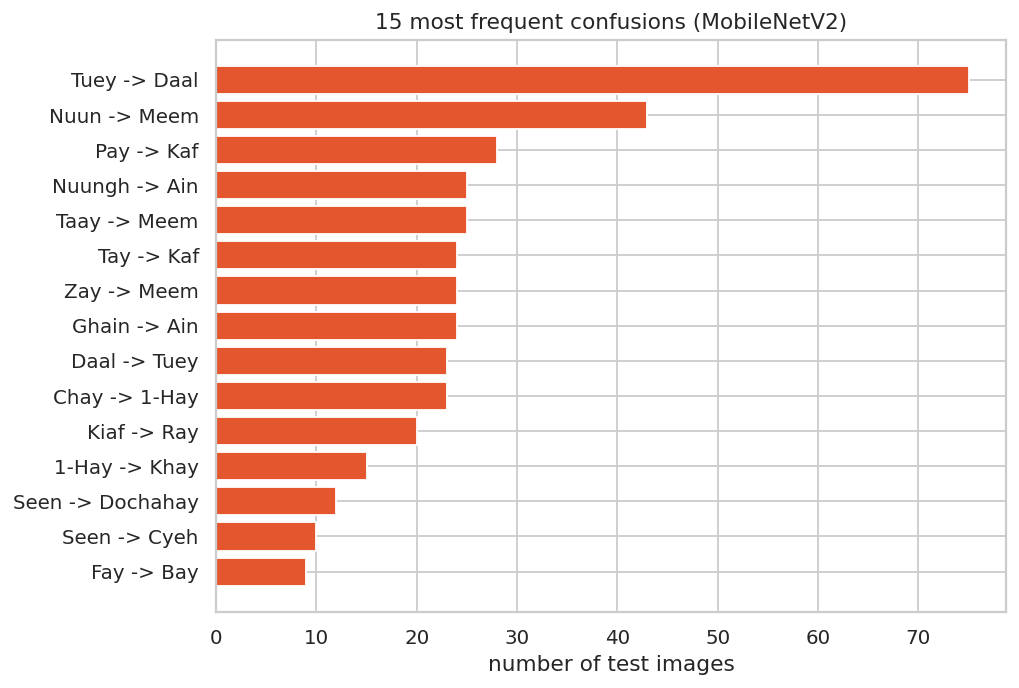 15 most frequent confusions (MobileNetV2)
Tuey -> Daal
Nuun -> Meem
Pay -> Kaf
Nuungh -> Ain
Taay -> Meem
Tay -> Kaf
Zay -> Meem
Ghain -> Ain
Daal -> Tuey
Chay -> 1-Hay
Kiaf -> Ray
1-Hay -> Khay
Seen -> Dochahay
Seen -> Cyeh
Fay -> Bay
0 10 20 30 40 50 60 70
number of test images